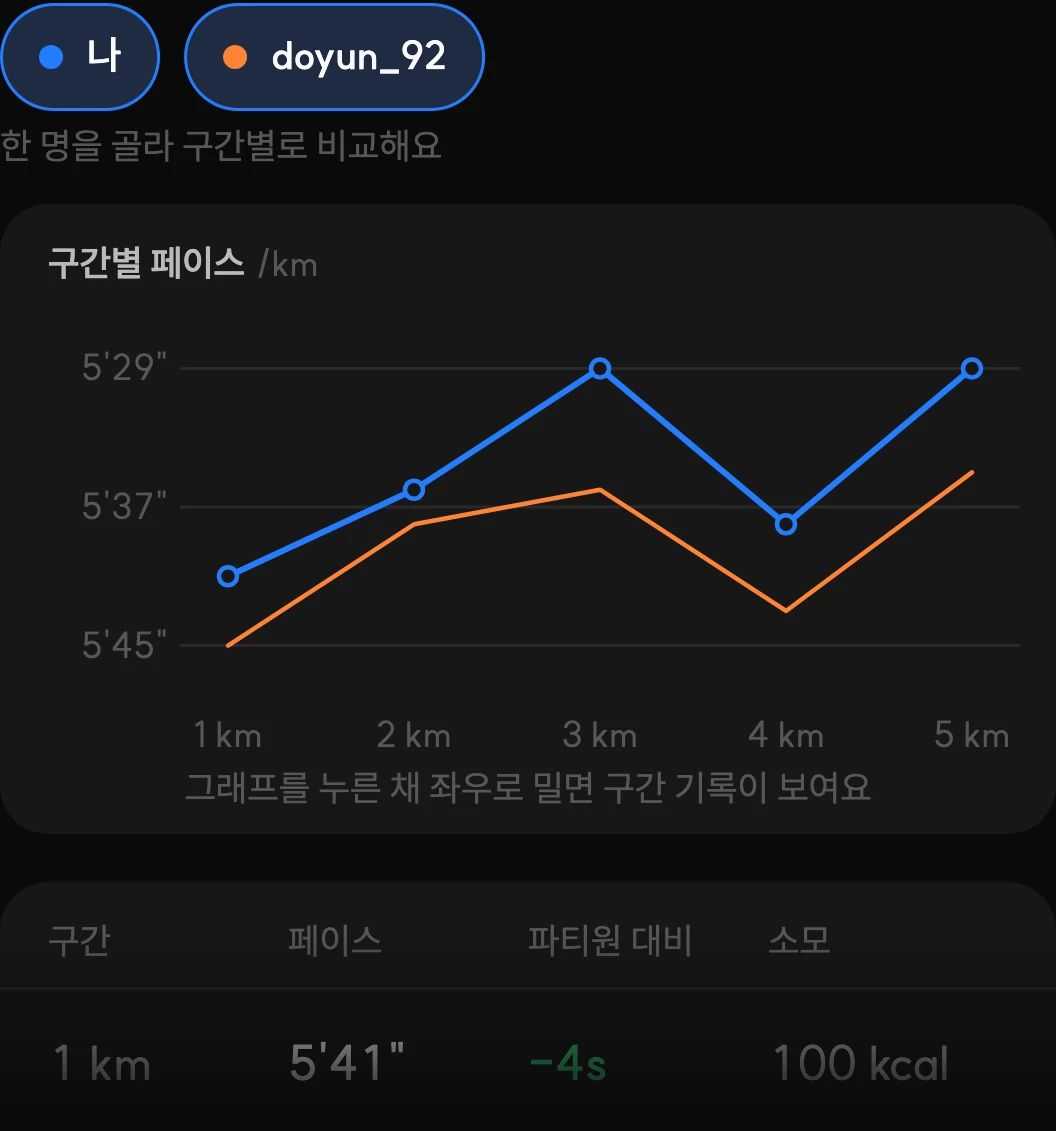 나 doyun_92
한 명을 골라 구간별로 비교해요
구간별 페이스 /km
5'29"
5'37"
5'45"
1 km 2 km 3 km 4 km 5 km
그래프를 누른 채 좌우로 밀면 구간 기록이 보여요
구간 페이스 파티원 대비 소모
1 km 5'41" -4s 100 kcal